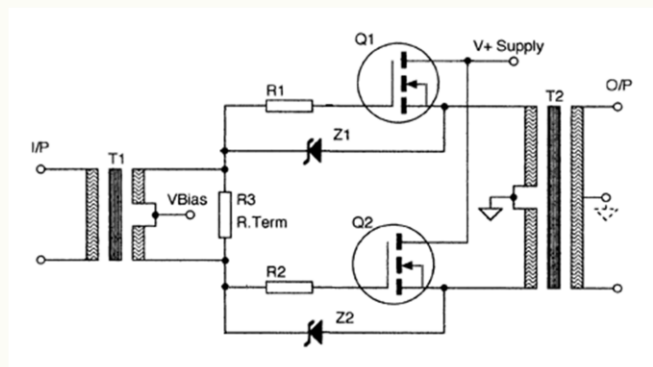 Q1
V+ Supply
R1
T2
O/P
Z1
I/P
T1
VBias
R3
R.Term
Q2
R2
Z2